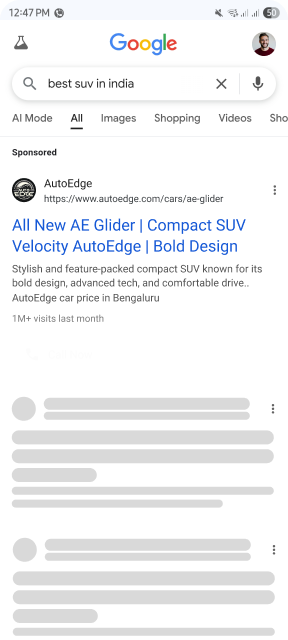 12:47 PM
50
Google
best suv in india
AI Mode All Images Shopping Videos Sho
Sponsored
AutoEdge
https://www.autoedge.com/cars/ae-glider
All New AE Glider | Compact SUV
Velocity AutoEdge | Bold Design
Stylish and feature-packed compact SUV known for its
bold design, advanced tech, and comfortable drive..
AutoEdge car price in Bengaluru
1M+ visits last month